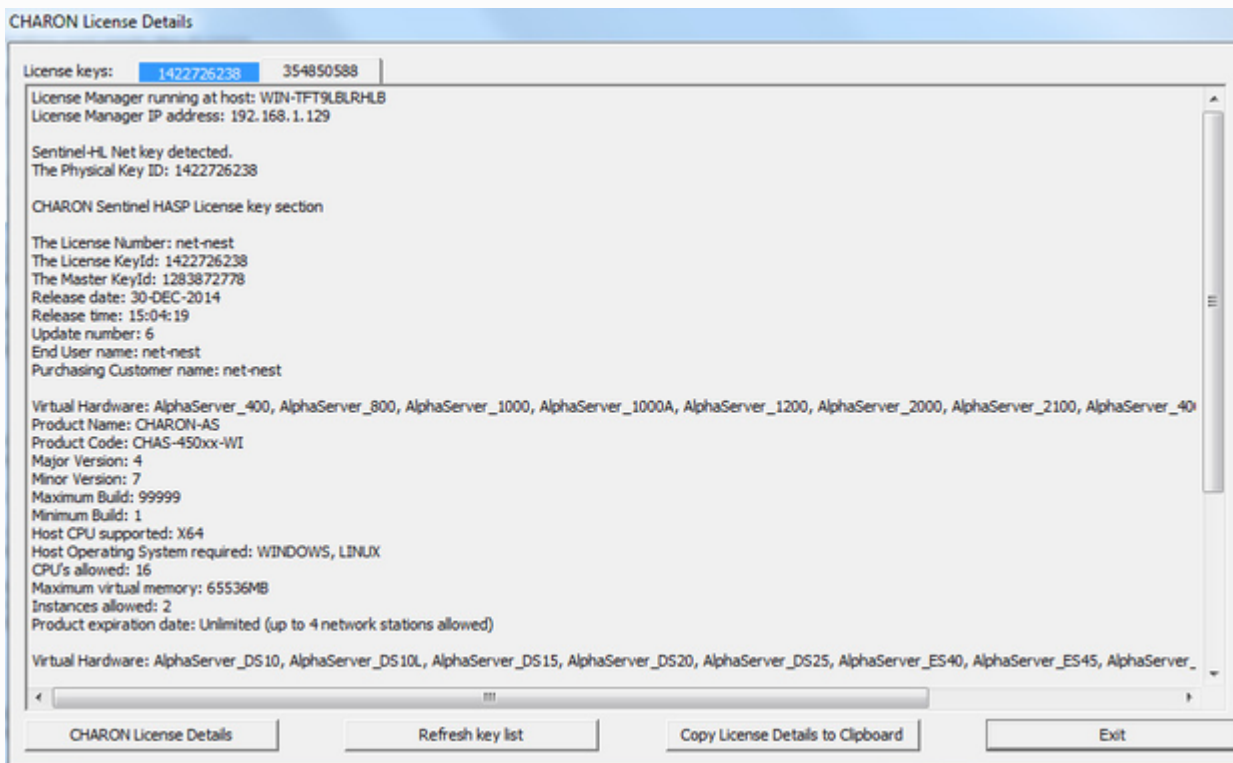 CHARON License Details
License keys: 1422726238 354850588
License Manager running at host: WIN-TFT9LBLRHLB
License Manager IP address: 192.168.1.129
Sentinel-HL Net key detected.
The Physical Key ID: 1422726238
CHARON Sentinel HASP License key section
The License Number: net-nest
The License KeyId: 1422726238
The Master KeyId: 1283872778
Release date: 30-DEC-2014
Release time: 15:04:19
Update number: 6
End User name: net-nest
Purchasing Customer name: net-nest
Virtual Hardware: AlphaServer_400, AlphaServer_800, AlphaServer_1000, AlphaServer_1000A, AlphaServer_1200, AlphaServer_2000, AlphaServer_2100, AlphaServer_40
Product Name: CHARON-AS
Product Code: CHAS-450xx-WI
Major Version: 4
Minor Version: 7
Maximum Build: 99999
Minimum Build: 1
Host CPU supported: X64
Host Operating System required: WINDOWS, LINUX
CPU's allowed: 16
Maximum virtual memory: 65536MB
Instances allowed: 2
Product expiration date: Unlimited (up to 4 network stations allowed)
Virtual Hardware: AlphaServer_DS10, AlphaServer_DS10L, AlphaServer_DS15, AlphaServer_DS20, AlphaServer_DS25, AlphaServer_ES40, AlphaServer_ES45, AlphaServer_
CHARON License Details
Refresh key list
Copy License Details to Clipboard
Exit